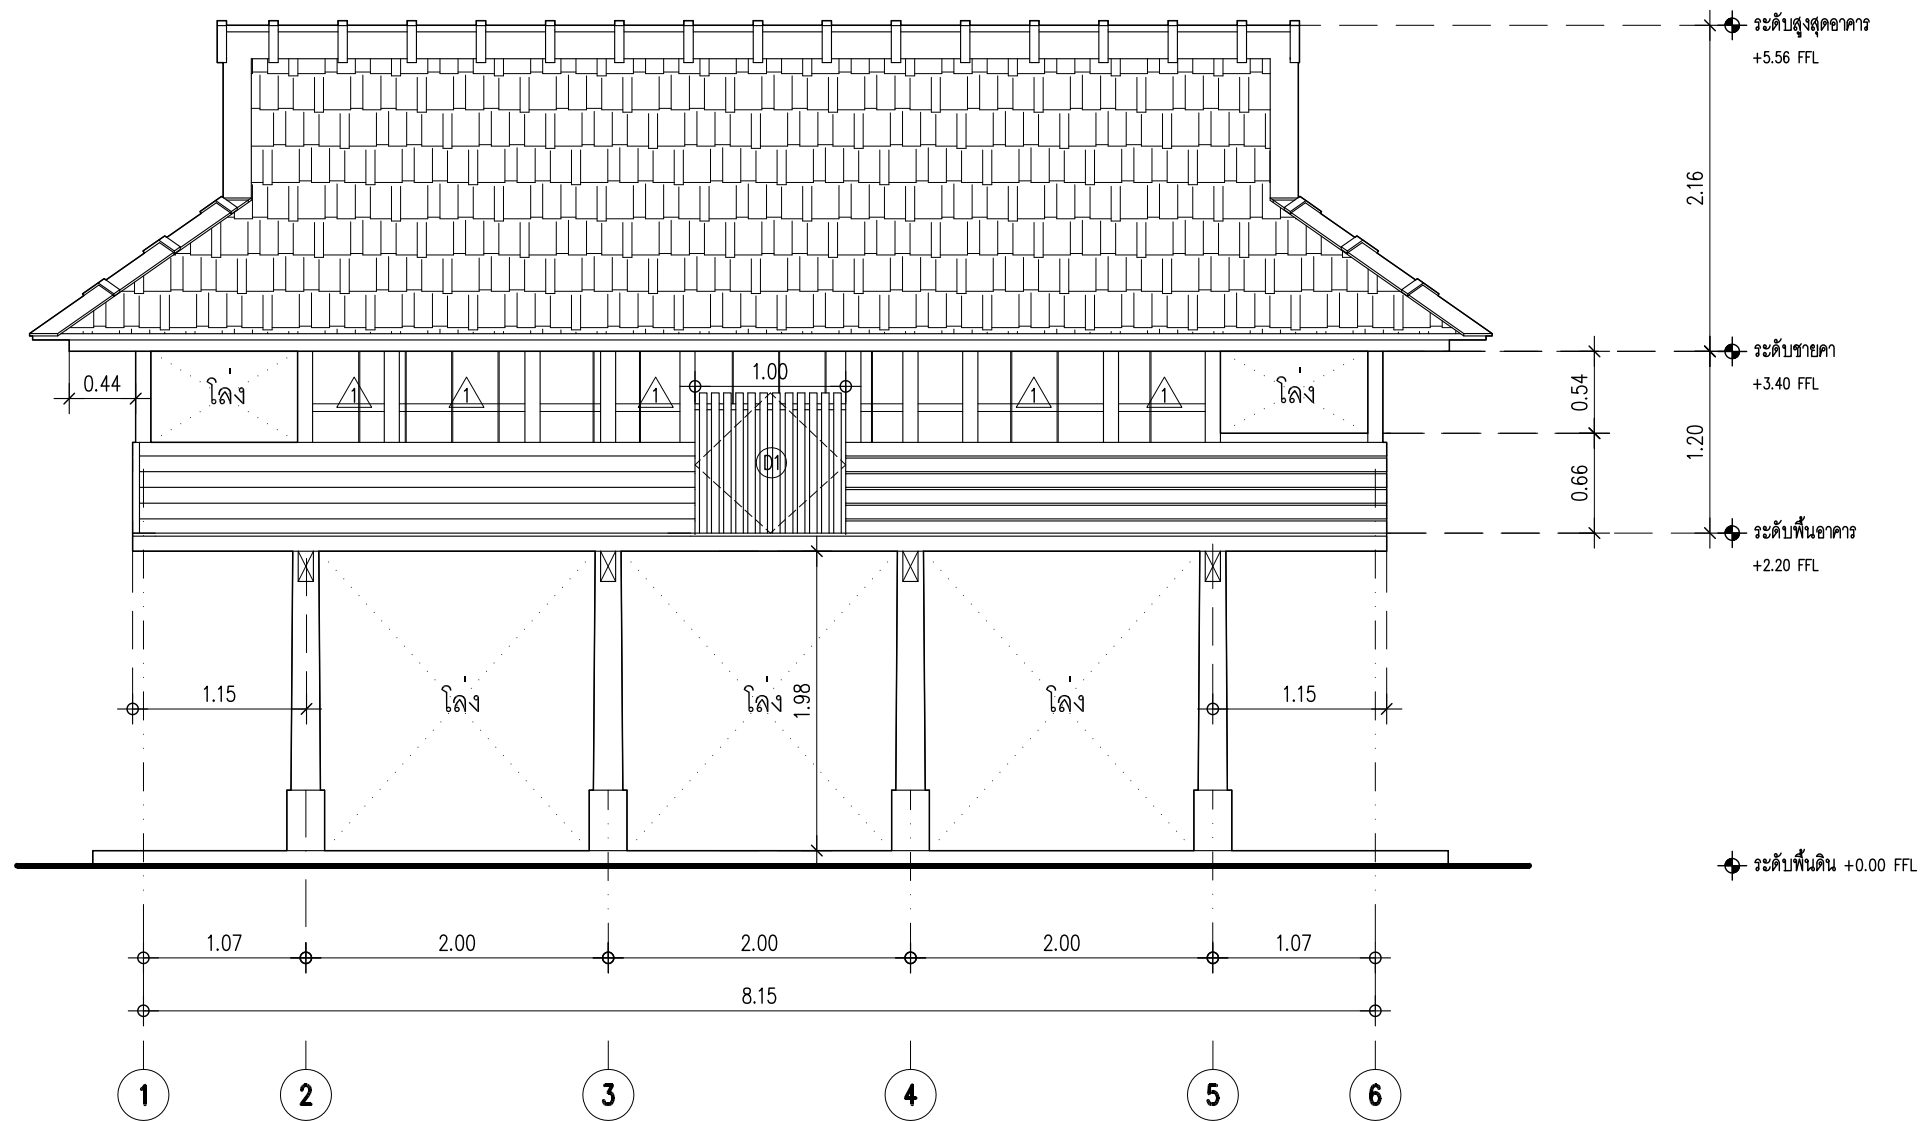 ระดับสูงสุดอาคาร
+5.56 FFL
2.16
ระดับชายคา
+3.40 FFL
0.44
โล่ง
1
1
1
1.00
1
1
โล่ง
0.54
1.20
D1
0.66
ระดับพื้นอาคาร
+2.20 FFL
1.15
โล่ง
โล่ง
1.98
โล่ง
1.15
ระดับพื้นดิน +0.00 FFL
1.07
2.00
2.00
2.00
1.07
8.15
1
2
3
4
5
6